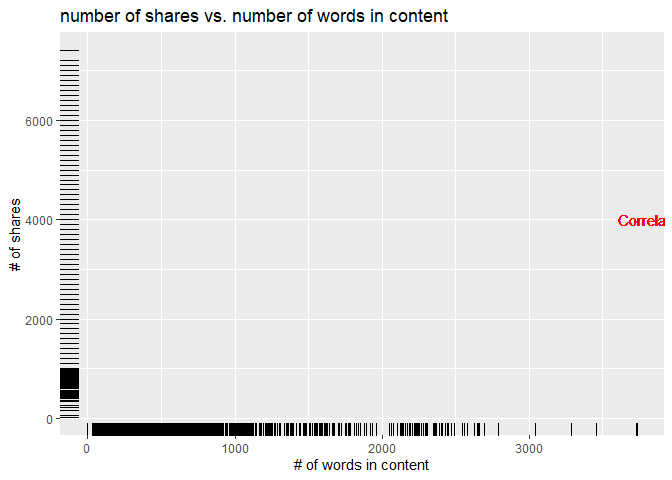 number of shares vs. number of words in content
# of shares
6000
4000
2000
0
Correla
0 1000 2000 3000
# of words in content